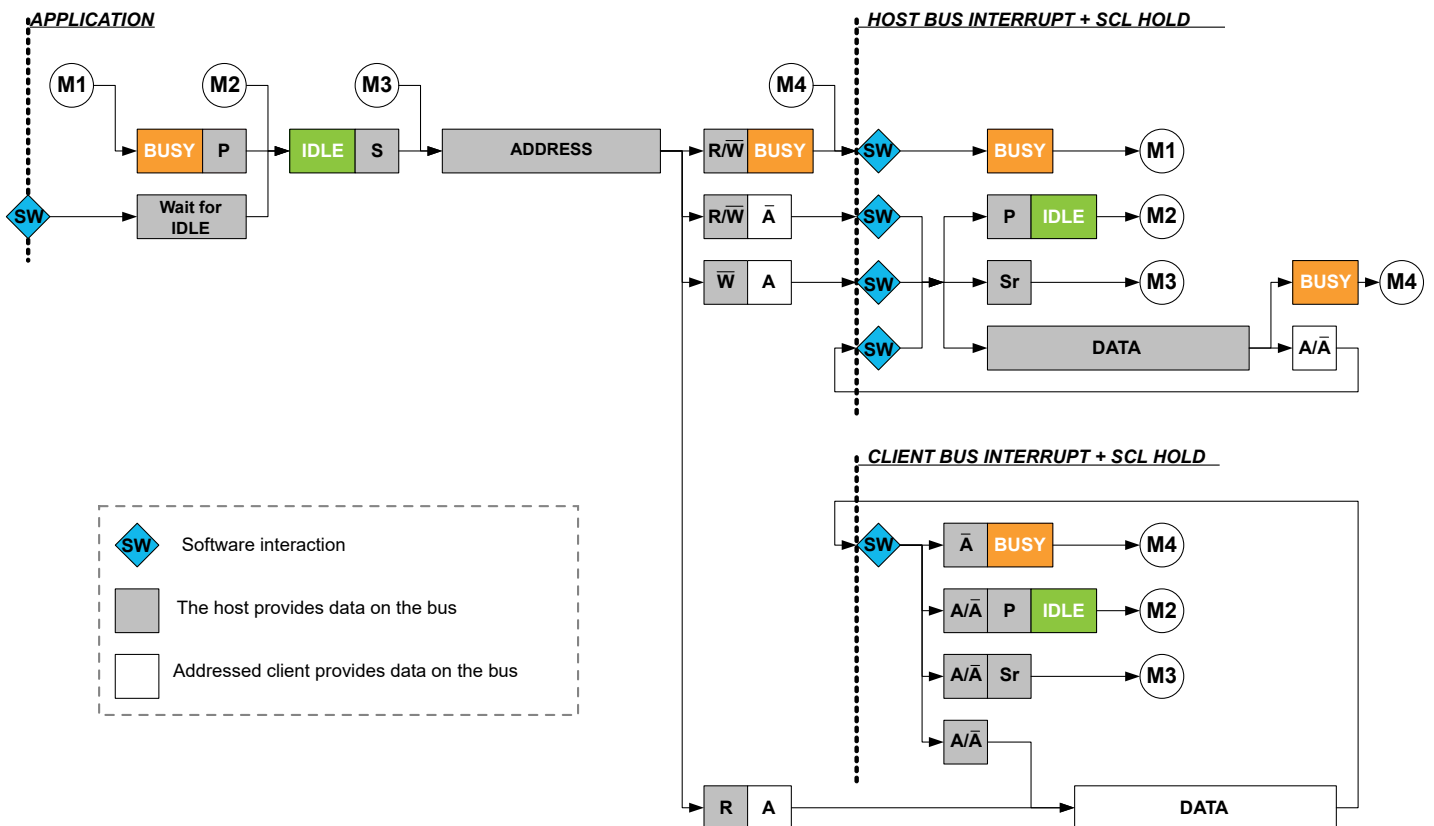 APPLICATION
HOST BUS INTERRUPT + SCL HOLD
M1
M2
M3
M4
BUSY P
IDLE S
ADDRESS
R/W̅ BUSY
SW
BUSY
M1
SW
Wait for
IDLE
R/W̅ A̅
SW
P IDLE
M2
W̅ A
SW
Sr
M3
BUSY
M4
SW
DATA
A/A̅
CLIENT BUS INTERRUPT + SCL HOLD
SW
A̅ BUSY
M4
A/A̅ P IDLE
M2
A/A̅ Sr
M3
A/A̅
R A
DATA
SW
Software interaction
The host provides data on the bus
Addressed client provides data on the bus